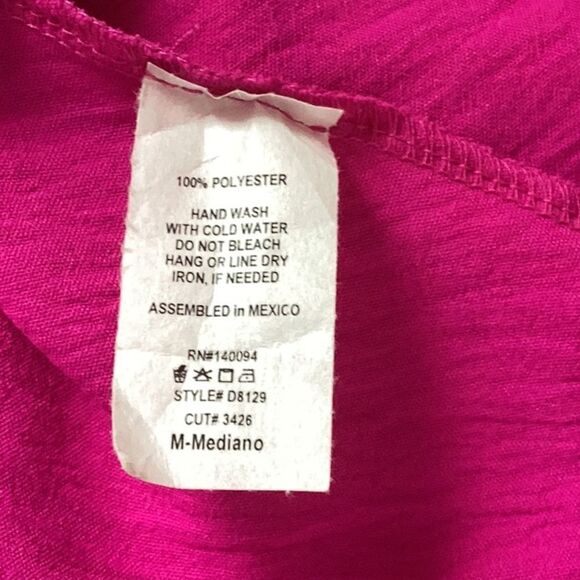 100% POLYESTER
HAND WASH
WITH COLD WATER
DO NOT BLEACH
HANG OR LINE DRY
IRON, IF NEEDED
ASSEMBLED in MEXICO
RN#140094
STYLE# D8129
CUT# 3426
M-Mediano